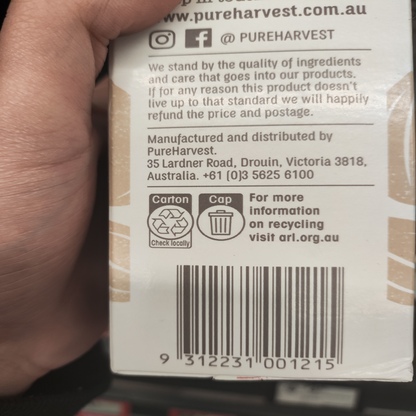 www.pureharvest.com.au
@ PUREHARVEST
We stand by the quality of ingredients
and care that goes into our products.
If for any reason this product doesn't
live up to that standard we will happily
refund the price and postage.
Manufactured and distributed by
PureHarvest.
35 Lardner Road, Drouin, Victoria 3818,
Australia. +61 (0)3 5625 6100
Carton
Check locally
Cap
For more
information
on recycling
visit arl.org.au
9 312231 001215